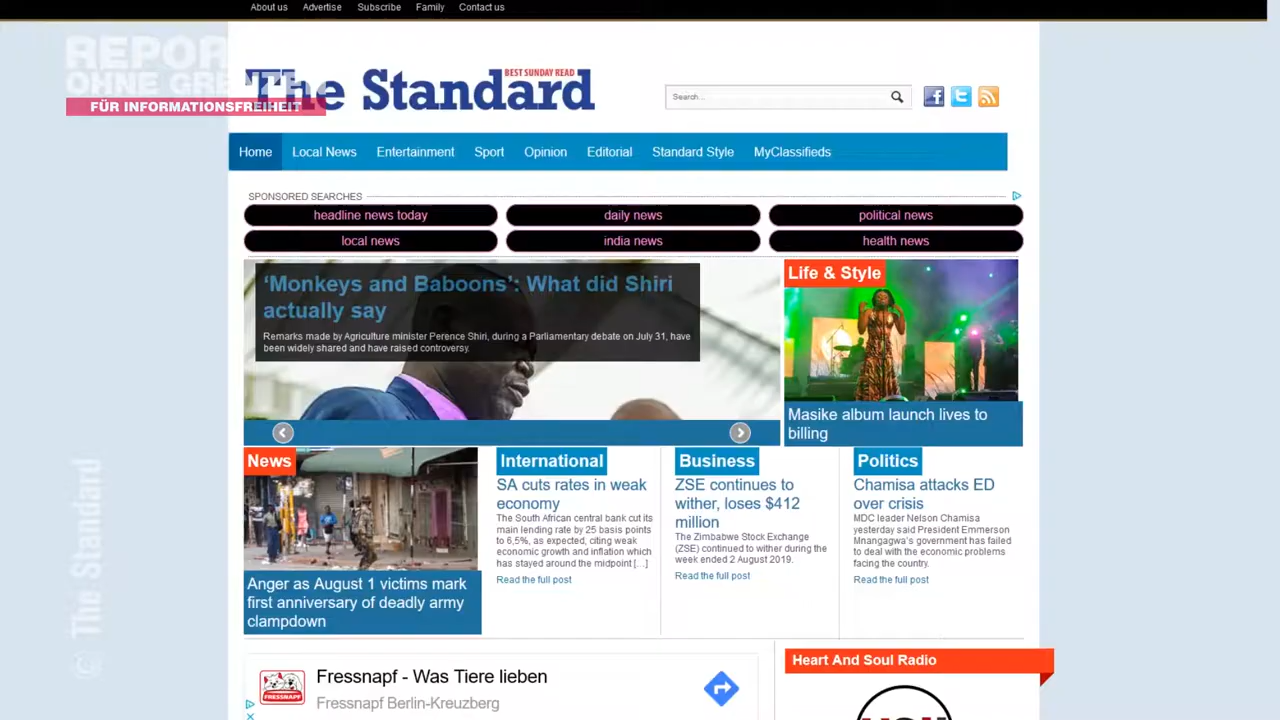 About us Advertise Subscribe Family Contact us
REPOR
OHNE GRENZEN
FÜR INFORMATIONSFREIHEIT
BEST SUNDAY READ
The Standard
Search...
Home Local News Entertainment Sport Opinion Editorial Standard Style MyClassifieds
SPONSORED SEARCHES
headline news today daily news political news
local news india news health news
‘Monkeys and Baboons’: What did Shiri
actually say
Remarks made by Agriculture minister Perence Shiri, during a Parliamentary debate on July 31, have
been widely shared and have raised controversy.
Life & Style
Masike album launch lives to
billing
News
Anger as August 1 victims mark
first anniversary of deadly army
clampdown
International
SA cuts rates in weak
economy
The South African central bank cut its
main lending rate by 25 basis points
to 6,5%, as expected, citing weak
economic growth and inflation which
has stayed around the midpoint [...]
Read the full post
Business
ZSE continues to
wither, loses $412
million
The Zimbabwe Stock Exchange
(ZSE) continued to wither during the
week ended 2 August 2019.
Read the full post
Politics
Chamisa attacks ED
over crisis
MDC leader Nelson Chamisa
yesterday said President Emmerson
Mnangagwa's government has failed
to deal with the economic problems
facing the country.
Read the full post
© The Standard
FRESSNAPF
Fressnapf - Was Tiere lieben
Fressnapf Berlin-Kreuzberg
Heart And Soul Radio